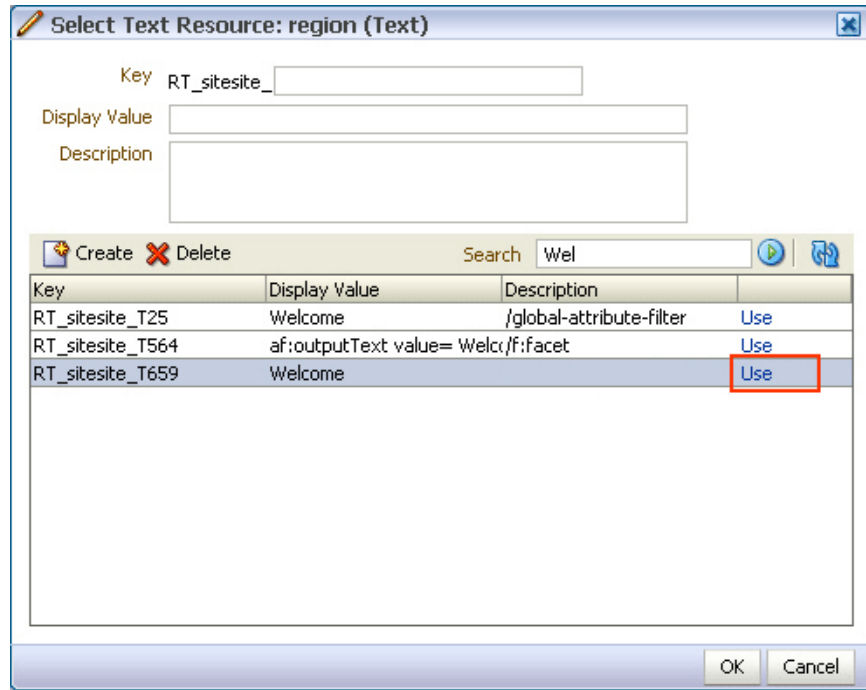 Select Text Resource: region (Text)
Key RT_sitesite_
Display Value
Description
Create Delete Search Wel
Key Display Value Description
RT_sitesite_T25 Welcome /global-attribute-filter Use
RT_sitesite_T564 af:outputText value= Welc /f:facet Use
RT_sitesite_T659 Welcome Use
OK Cancel